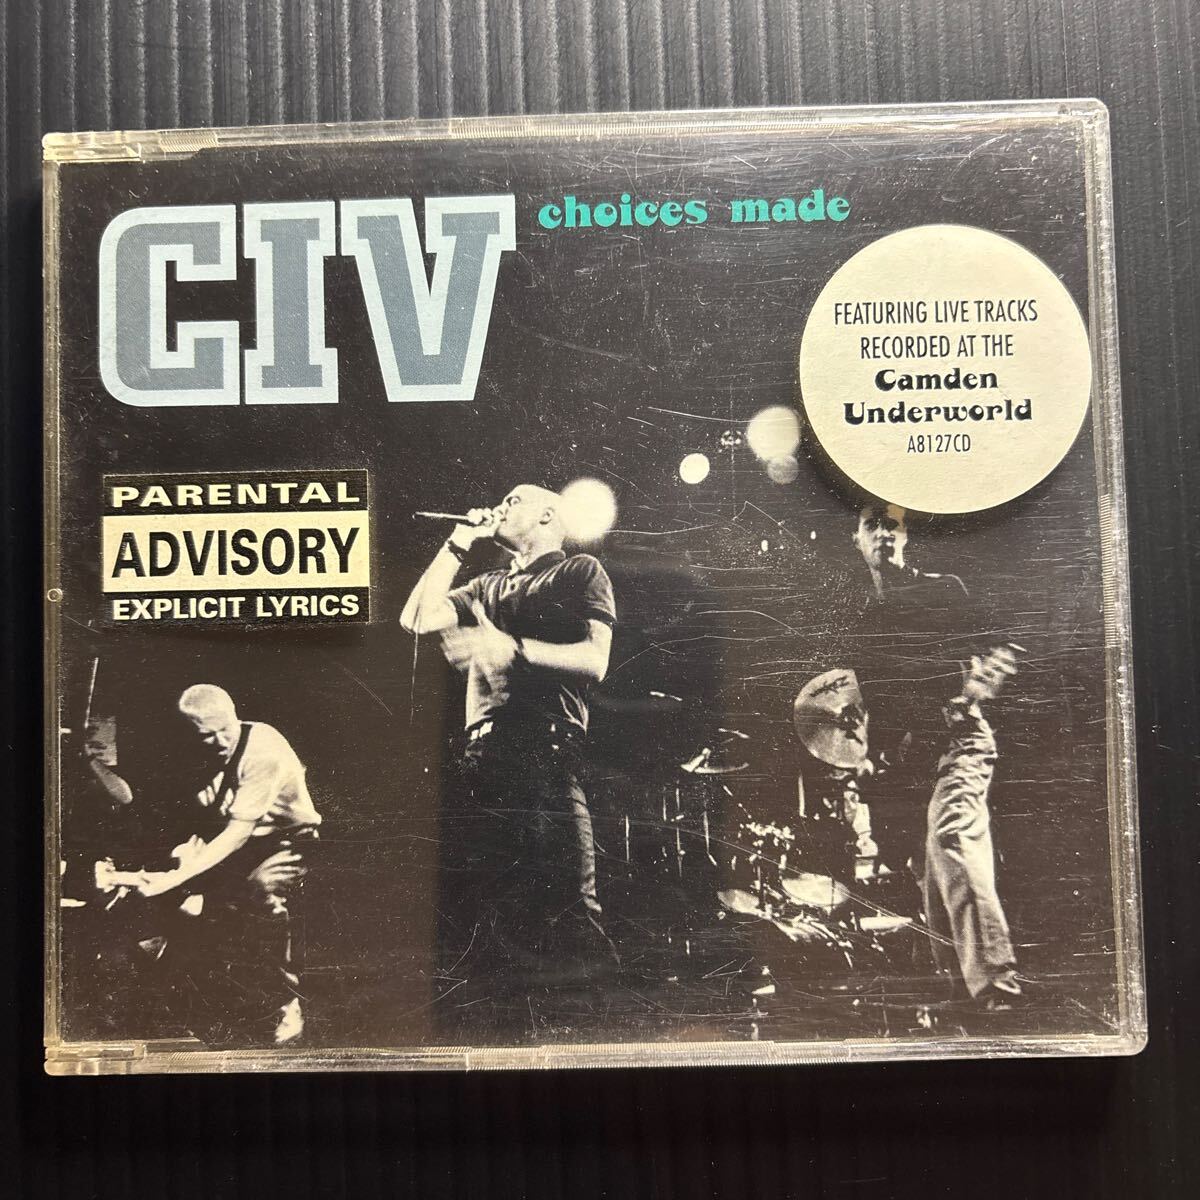 CIV
choices made
FEATURING LIVE TRACKS
RECORDED AT THE
Camden
Underworld
A8127CD
PARENTAL
ADVISORY
EXPLICIT LYRICS